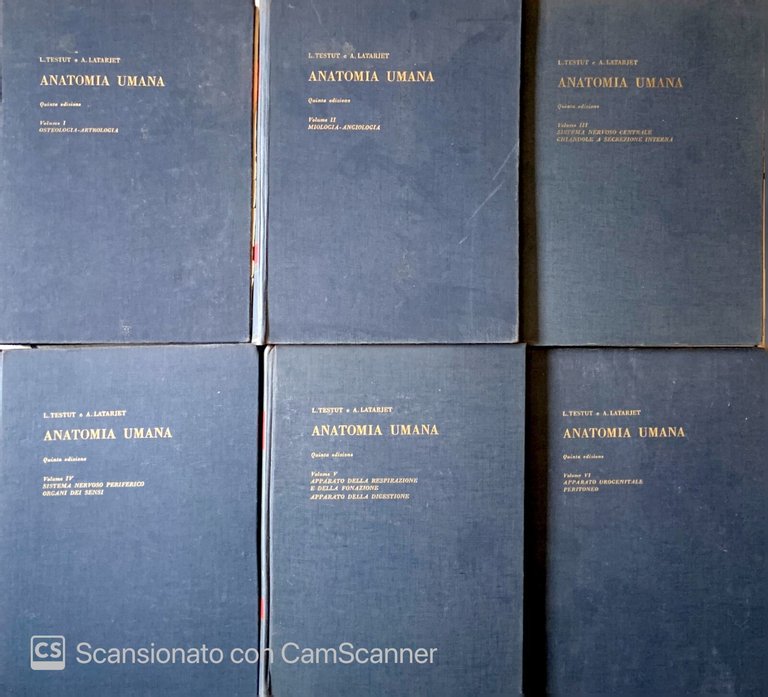 L. TESTUT e A. LATARJET
ANATOMIA UMANA
Quinta edizione
Volume I
OSTEOLOGIA-ARTROLOGIA
L. TESTUT e A. LATARJET
ANATOMIA UMANA
Quinta edizione
Volume II
MIOLOGIA-ANGIOLOGIA
L. TESTUT e A. LATARJET
ANATOMIA UMANA
Quinta edizione
Volume III
SISTEMA NERVOSO CENTRALE
GHIANDOLE A SECREZIONE INTERNA
L. TESTUT e A. LATARJET
ANATOMIA UMANA
Quinta edizione
Volume IV
SISTEMA NERVOSO PERIFERICO
ORGANI DEI SENSI
L. TESTUT e A. LATARJET
ANATOMIA UMANA
Quinta edizione
Volume V
APPARATO DELLA RESPIRAZIONE
E DELLA FONAZIONE
APPARATO DELLA DIGESTIONE
L. TESTUT e A. LATARJET
ANATOMIA UMANA
Quinta edizione
Volume VI
APPARATO UROGENITALE
PERITONEO
CS Scansionato con CamScanner